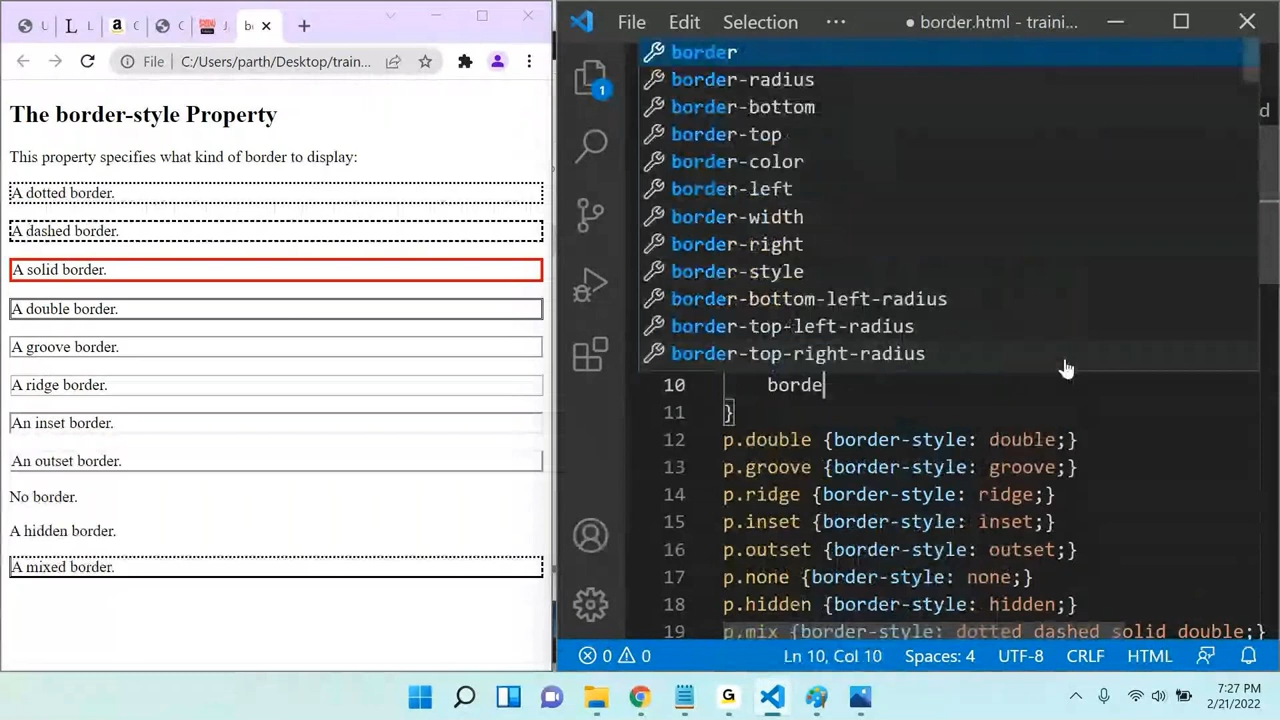 File Edit Selection ··· ● border.html - traini...
File C:/Users/parth/Desktop/train...
The border-style Property
This property specifies what kind of border to display:
A dotted border.
A dashed border.
A solid border.
A double border.
A groove border.
A ridge border.
An inset border.
An outset border.
No border.
A hidden border.
A mixed border.
1
border
border-radius
border-bottom
border-top
border-color
border-left
border-width
border-right
border-style
border-bottom-left-radius
border-top-left-radius
border-top-right-radius
10 borde
11 }
12 p.double {border-style: double;}
13 p.groove {border-style: groove;}
14 p.ridge {border-style: ridge;}
15 p.inset {border-style: inset;}
16 p.outset {border-style: outset;}
17 p.none {border-style: none;}
18 p.hidden {border-style: hidden;}
19 p.mix {border-style: dotted dashed solid double;}
0 0 Ln 10, Col 10 Spaces: 4 UTF-8 CRLF HTML
7:27 PM
2/21/2022